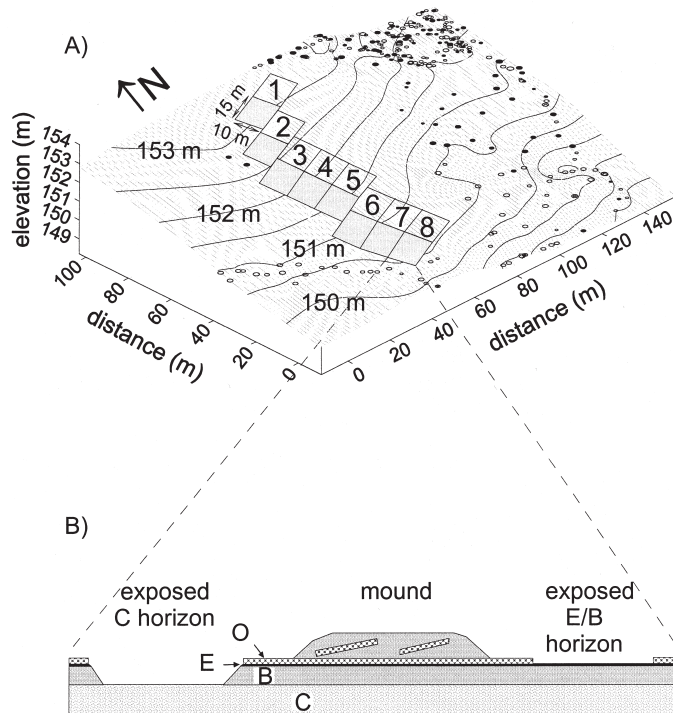 A)
N
1
15 m
10 m
2
3
4
5
6
7
8
153 m
152 m
151 m
150 m
elevation (m)
154
153
152
151
150
149
100
80
60
40
20
0
distance (m)
0
20
40
60
80
100
120
140
distance (m)
B)
exposed
C horizon
mound
exposed
E/B
horizon
O
E
B
C